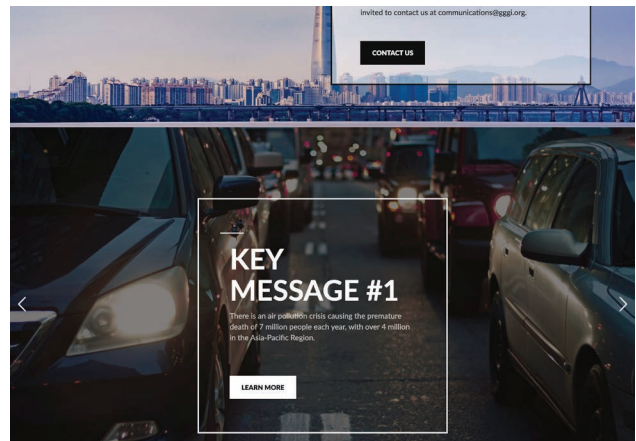 invited to contact us at communications@gggi.org.
CONTACT US
KEY
MESSAGE #1
There is an air pollution crisis causing the premature
death of 7 million people each year, with over 4 million
in the Asia-Pacific Region.
LEARN MORE